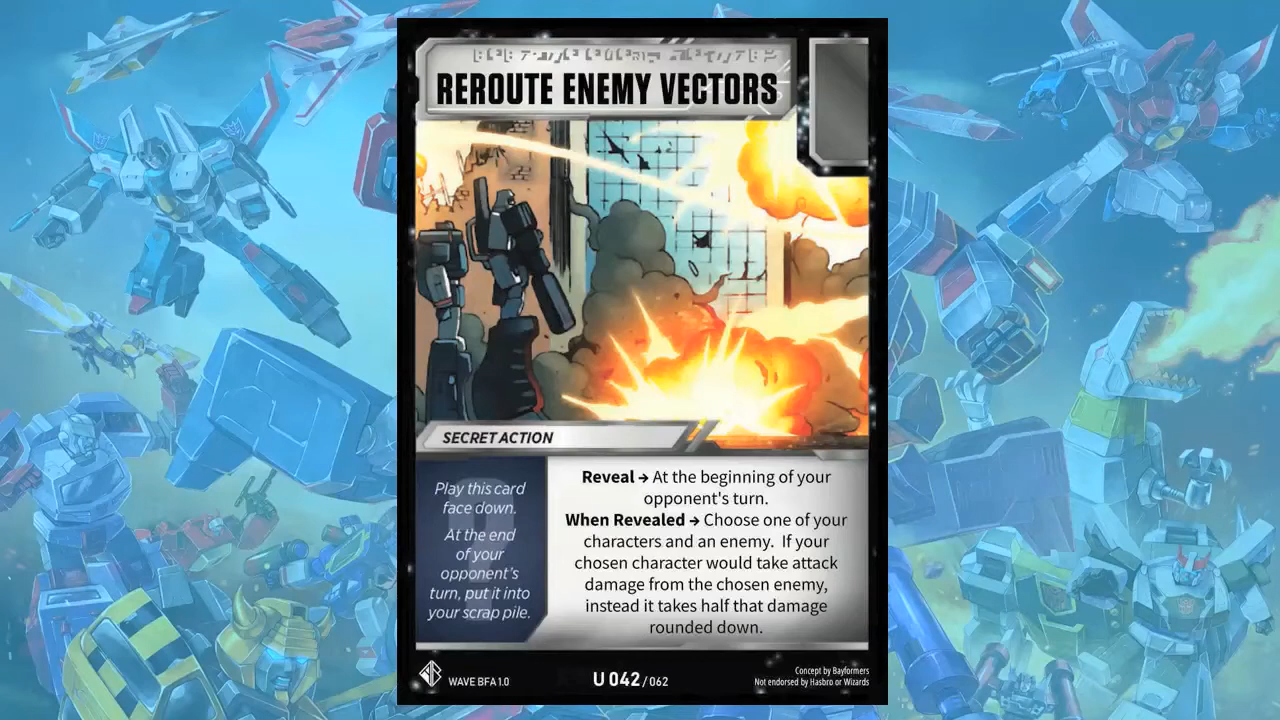 REROUTE ENEMY VECTORS
SECRET ACTION
Play this card
face down.
At the end
of your
opponent's
turn, put it into
your scrap pile.
Reveal → At the beginning of your
opponent's turn.
When Revealed → Choose one of your
characters and an enemy. If your
chosen character would take attack
damage from the chosen enemy,
instead it takes half that damage
rounded down.
WAVE BFA 1.0
U 042/062
Concept by Bayformers
Not endorsed by Hasbro or Wizards